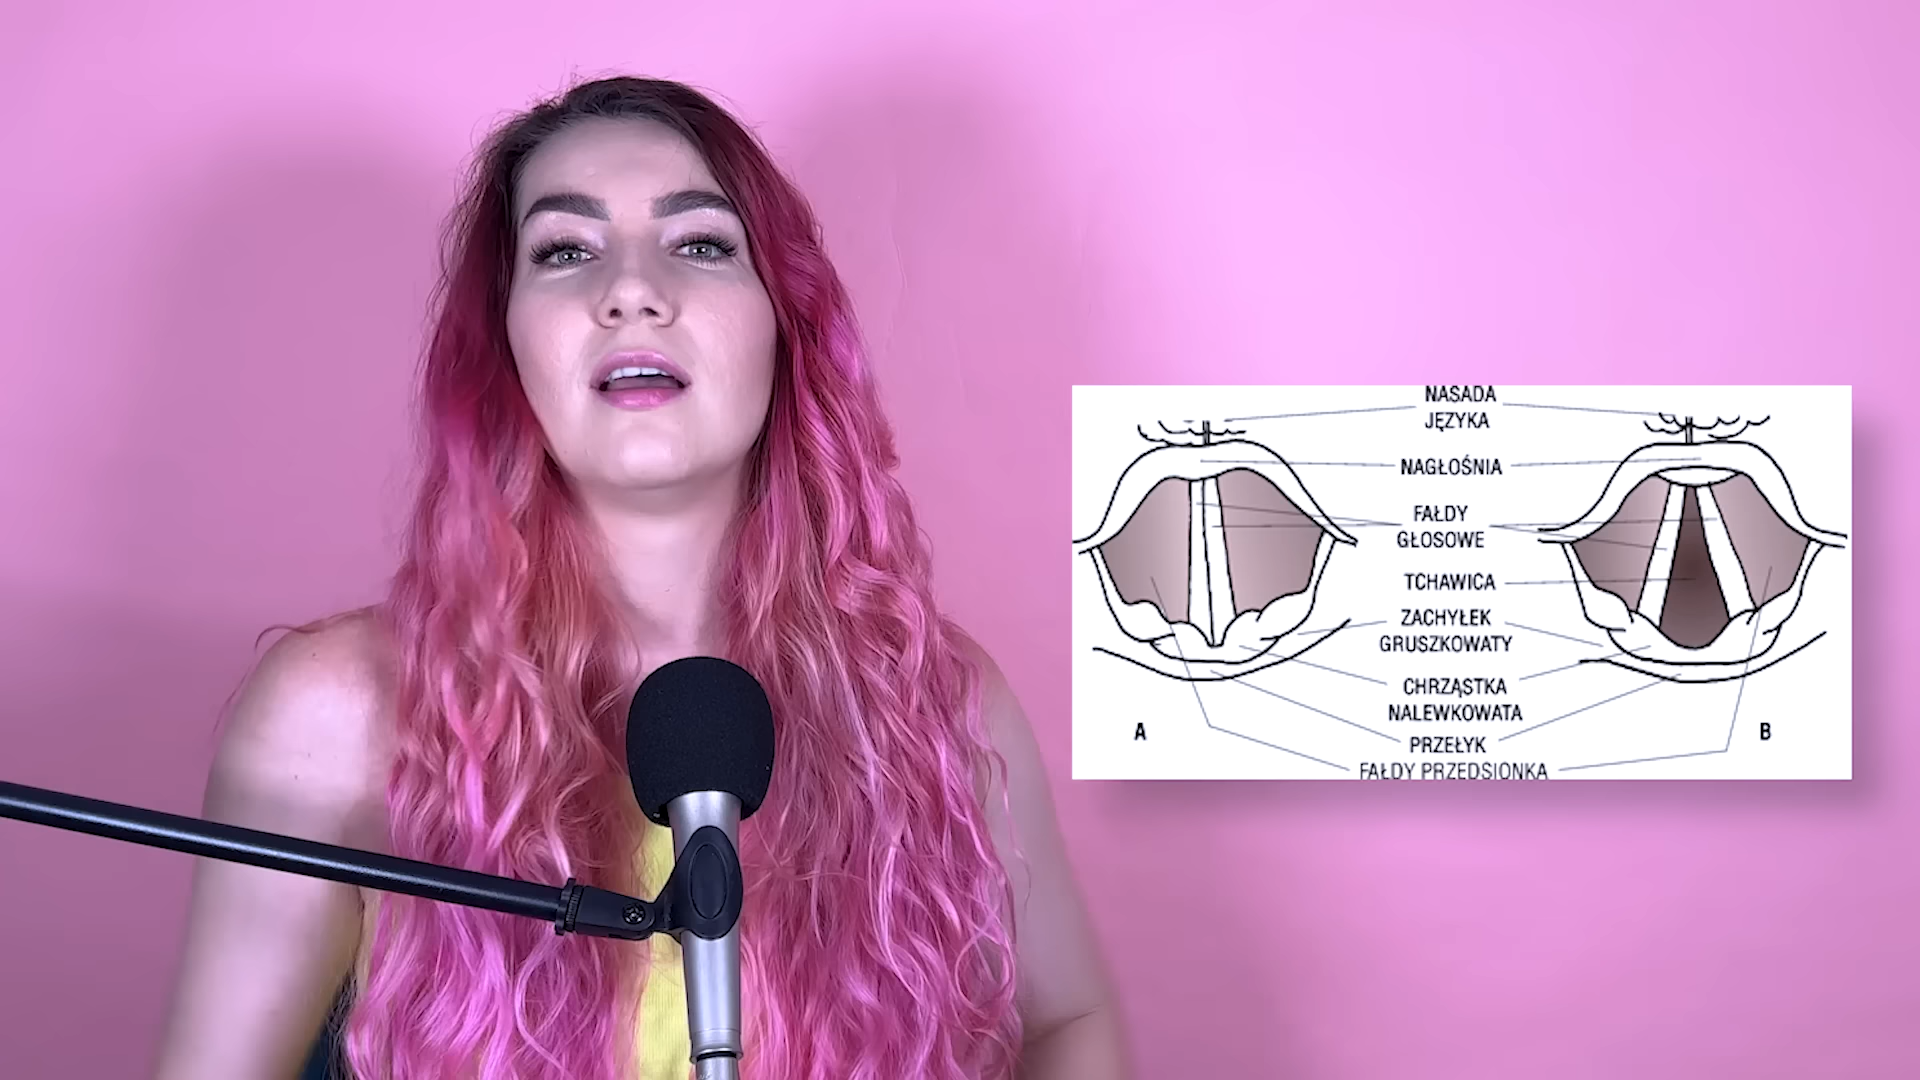 NASADA
JĘZYKA
NAGŁOŚNIA
FAŁDY
GŁOSOWE
TCHAWICA
ZACHYŁEK
GRUSZKOWATY
CHRZĄSTKA
NALEWKOWATA
A
B
PRZEŁYK
FAŁDY PRZEDSIONKA